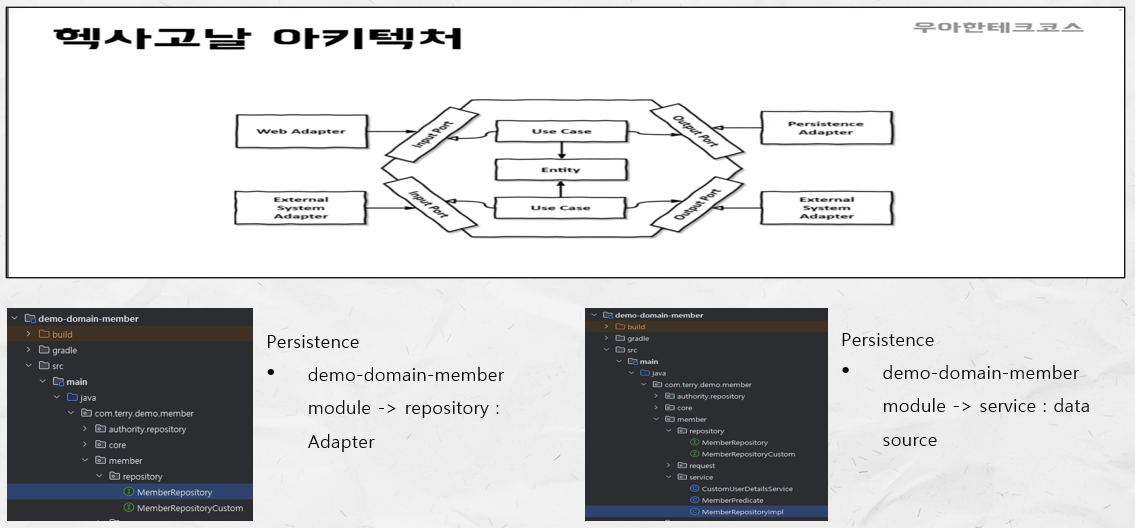 헥사고날 아키텍처
우아한테크코스
Web Adapter
Input Port
Use Case
Output Port
Persistence
Adapter
Entity
External
System
Adapter
Input Port
Use Case
Output Port
External
System
Adapter
demo-domain-member
build
gradle
src
main
java
com.terry.demo.member
authority.repository
core
member
repository
MemberRepository
MemberRepositoryCustom
Persistence
• demo-domain-member
module -> repository :
Adapter
demo-domain-member
build
gradle
src
main
java
com.terry.demo.member
authority.repository
core
member
repository
MemberRepository
MemberRepositoryCustom
request
service
CustomUserDetailsService
MemberPredicate
MemberRepositoryImpl
Persistence
• demo-domain-member
module -> service : data
source